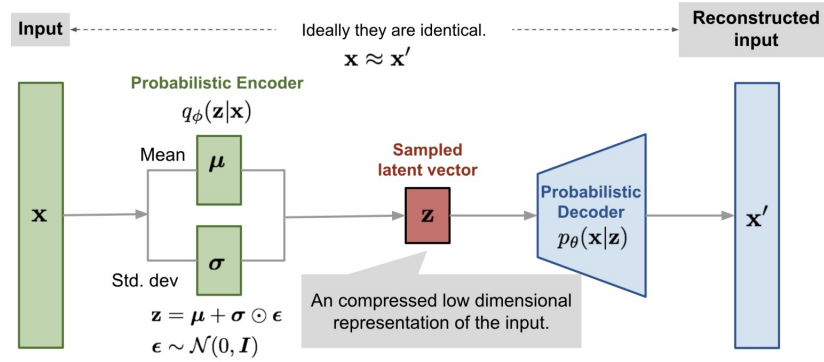 Input
Ideally they are identical.
x ≈ x′
Reconstructed
input
Probabilistic Encoder
qϕ(z|x)
Mean
μ
x
Std. dev
σ
z = μ + σ ⊙ ϵ
ϵ ∼ 𝒩(0, I)
Sampled
latent vector
z
An compressed low dimensional
representation of the input.
Probabilistic
Decoder
pθ(x|z)
x′